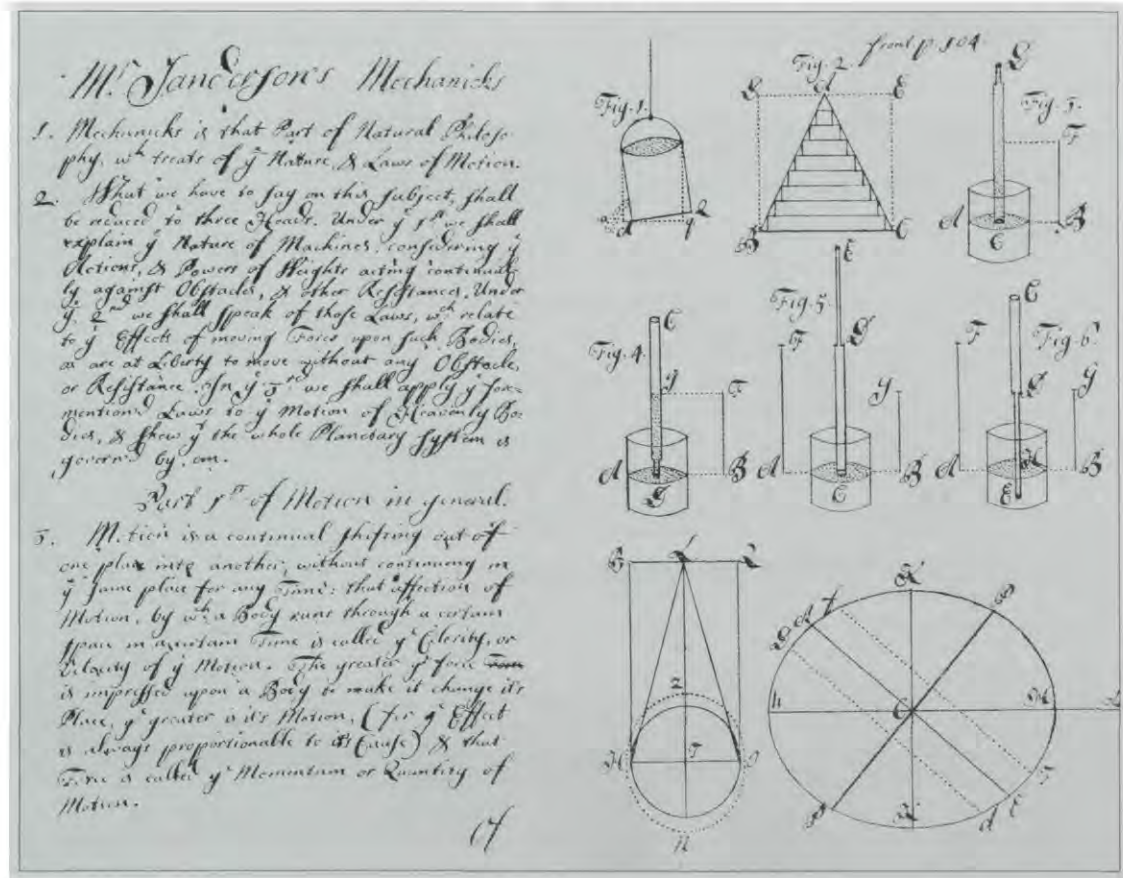 Mr Sanderson's Mechanicks
1. Mechanicks is that Part of Natural Philoso-
phy, wch treats of ye Nature, & Laws of Motion.
2. What we have to say on this subject, shall
be reduced to three Heads. Under ye 1st we shall
explain ye Nature of Machines, considering ye
Actions, & Powers of Weights acting continual-
ly against Obstacles, & other Resistances. Under
ye 2nd we shall speak of those Laws, wch relate
to ye Effects of moving Forces upon such Bodies,
as are at Liberty to move without any Obstacle,
or Resistance. In ye 3rd we shall apply ye fore-
mention'd Laws to ye Motion of Heavenly Bo-
dies, & shew yt the whole Planetary System is
govern'd by 'em.
Part 1st of Motion in general.
3. Motion is a continual shifting out of
one place into another, without continuing in
ye same place for any Time: that affection of
Motion, by wch a Body runs through a certain
space in a certain Time is called ye Celerity, or
Velocity of ye Motion. The greater ye force
is impressed upon a Body to make it change it's
Place, ye greater is it's Motion, (for ye Effect
is always proportionable to its Cause) & that
Force is called ye Momentum or Quantity of
Motion.
Of
front. p. 104.
Fig. 1.
Fig. 2.
Fig. 3.
Fig. 4.
Fig. 5.
Fig. 6.
A
B
C
D
E
F